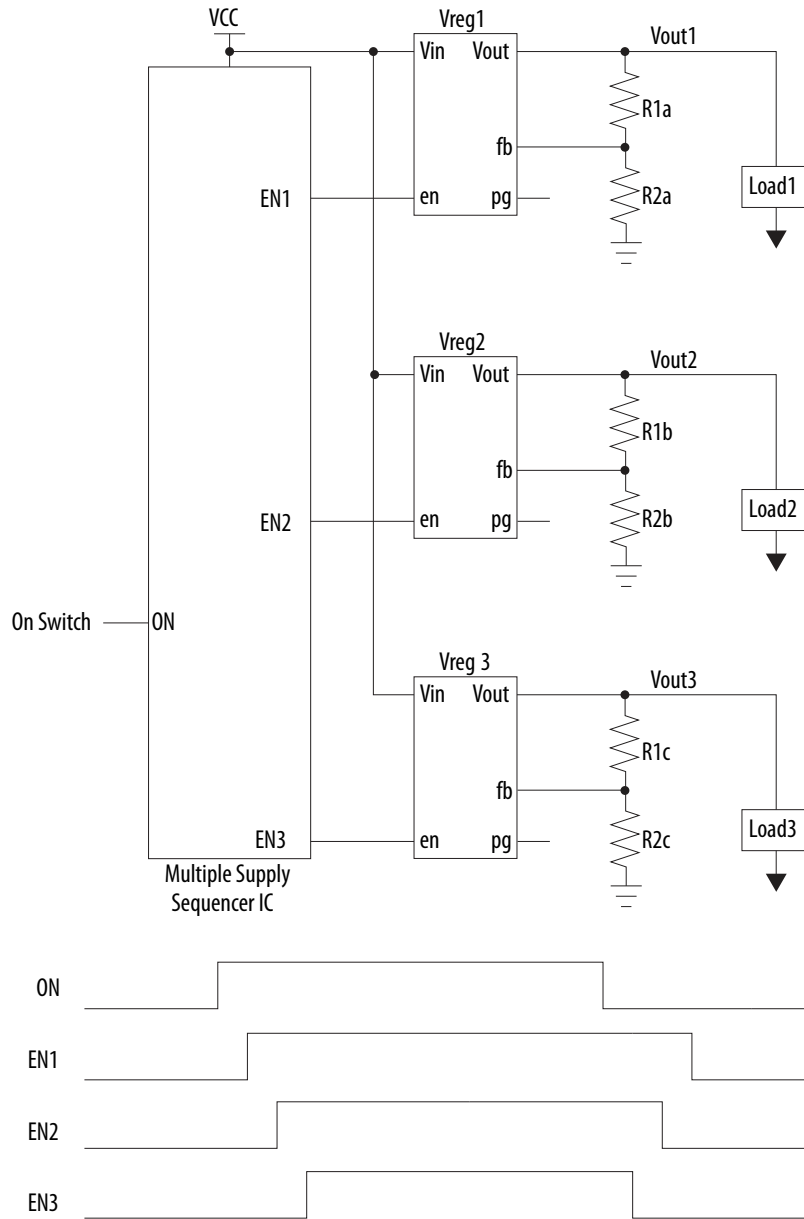 VCC
Vreg1
Vin Vout
Vout1
R1a
fb
EN1
en pg
R2a
Load1
Vreg2
Vin Vout
Vout2
R1b
fb
EN2
en pg
R2b
Load2
On Switch
ON
Vreg 3
Vin Vout
Vout3
R1c
fb
EN3
en pg
R2c
Load3
Multiple Supply
Sequencer IC
ON
EN1
EN2
EN3